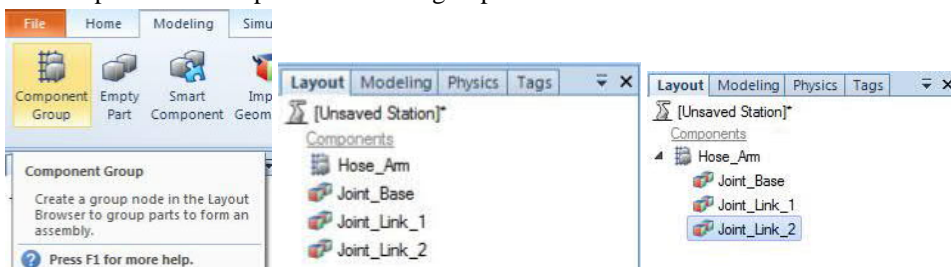 File Home Modeling Simu
Component Group
Empty Part
Smart Component
Imp
Geom
Component Group
Create a group node in the Layout
Browser to group parts to form an
assembly.
Press F1 for more help.
Layout Modeling Physics Tags
[Unsaved Station]*
Components
Hose_Arm
Joint_Base
Joint_Link_1
Joint_Link_2
Layout Modeling Physics Tags
[Unsaved Station]*
Components
Hose_Arm
Joint_Base
Joint_Link_1
Joint_Link_2